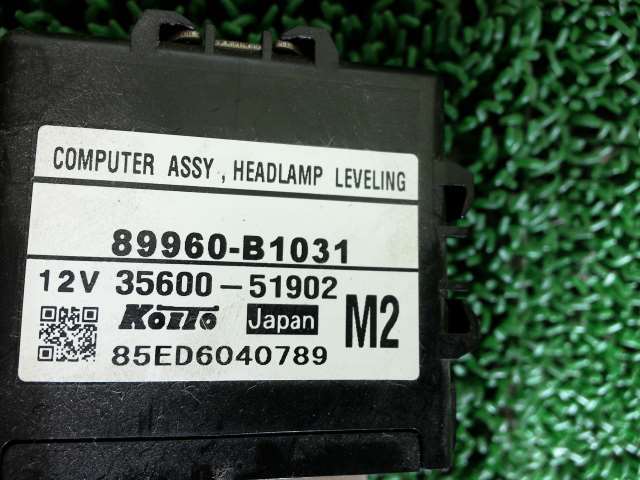 COMPUTER ASSY , HEADLAMP LEVELING
89960-B1031
12V 35600-51902
KOITO Japan M2
85ED6040789